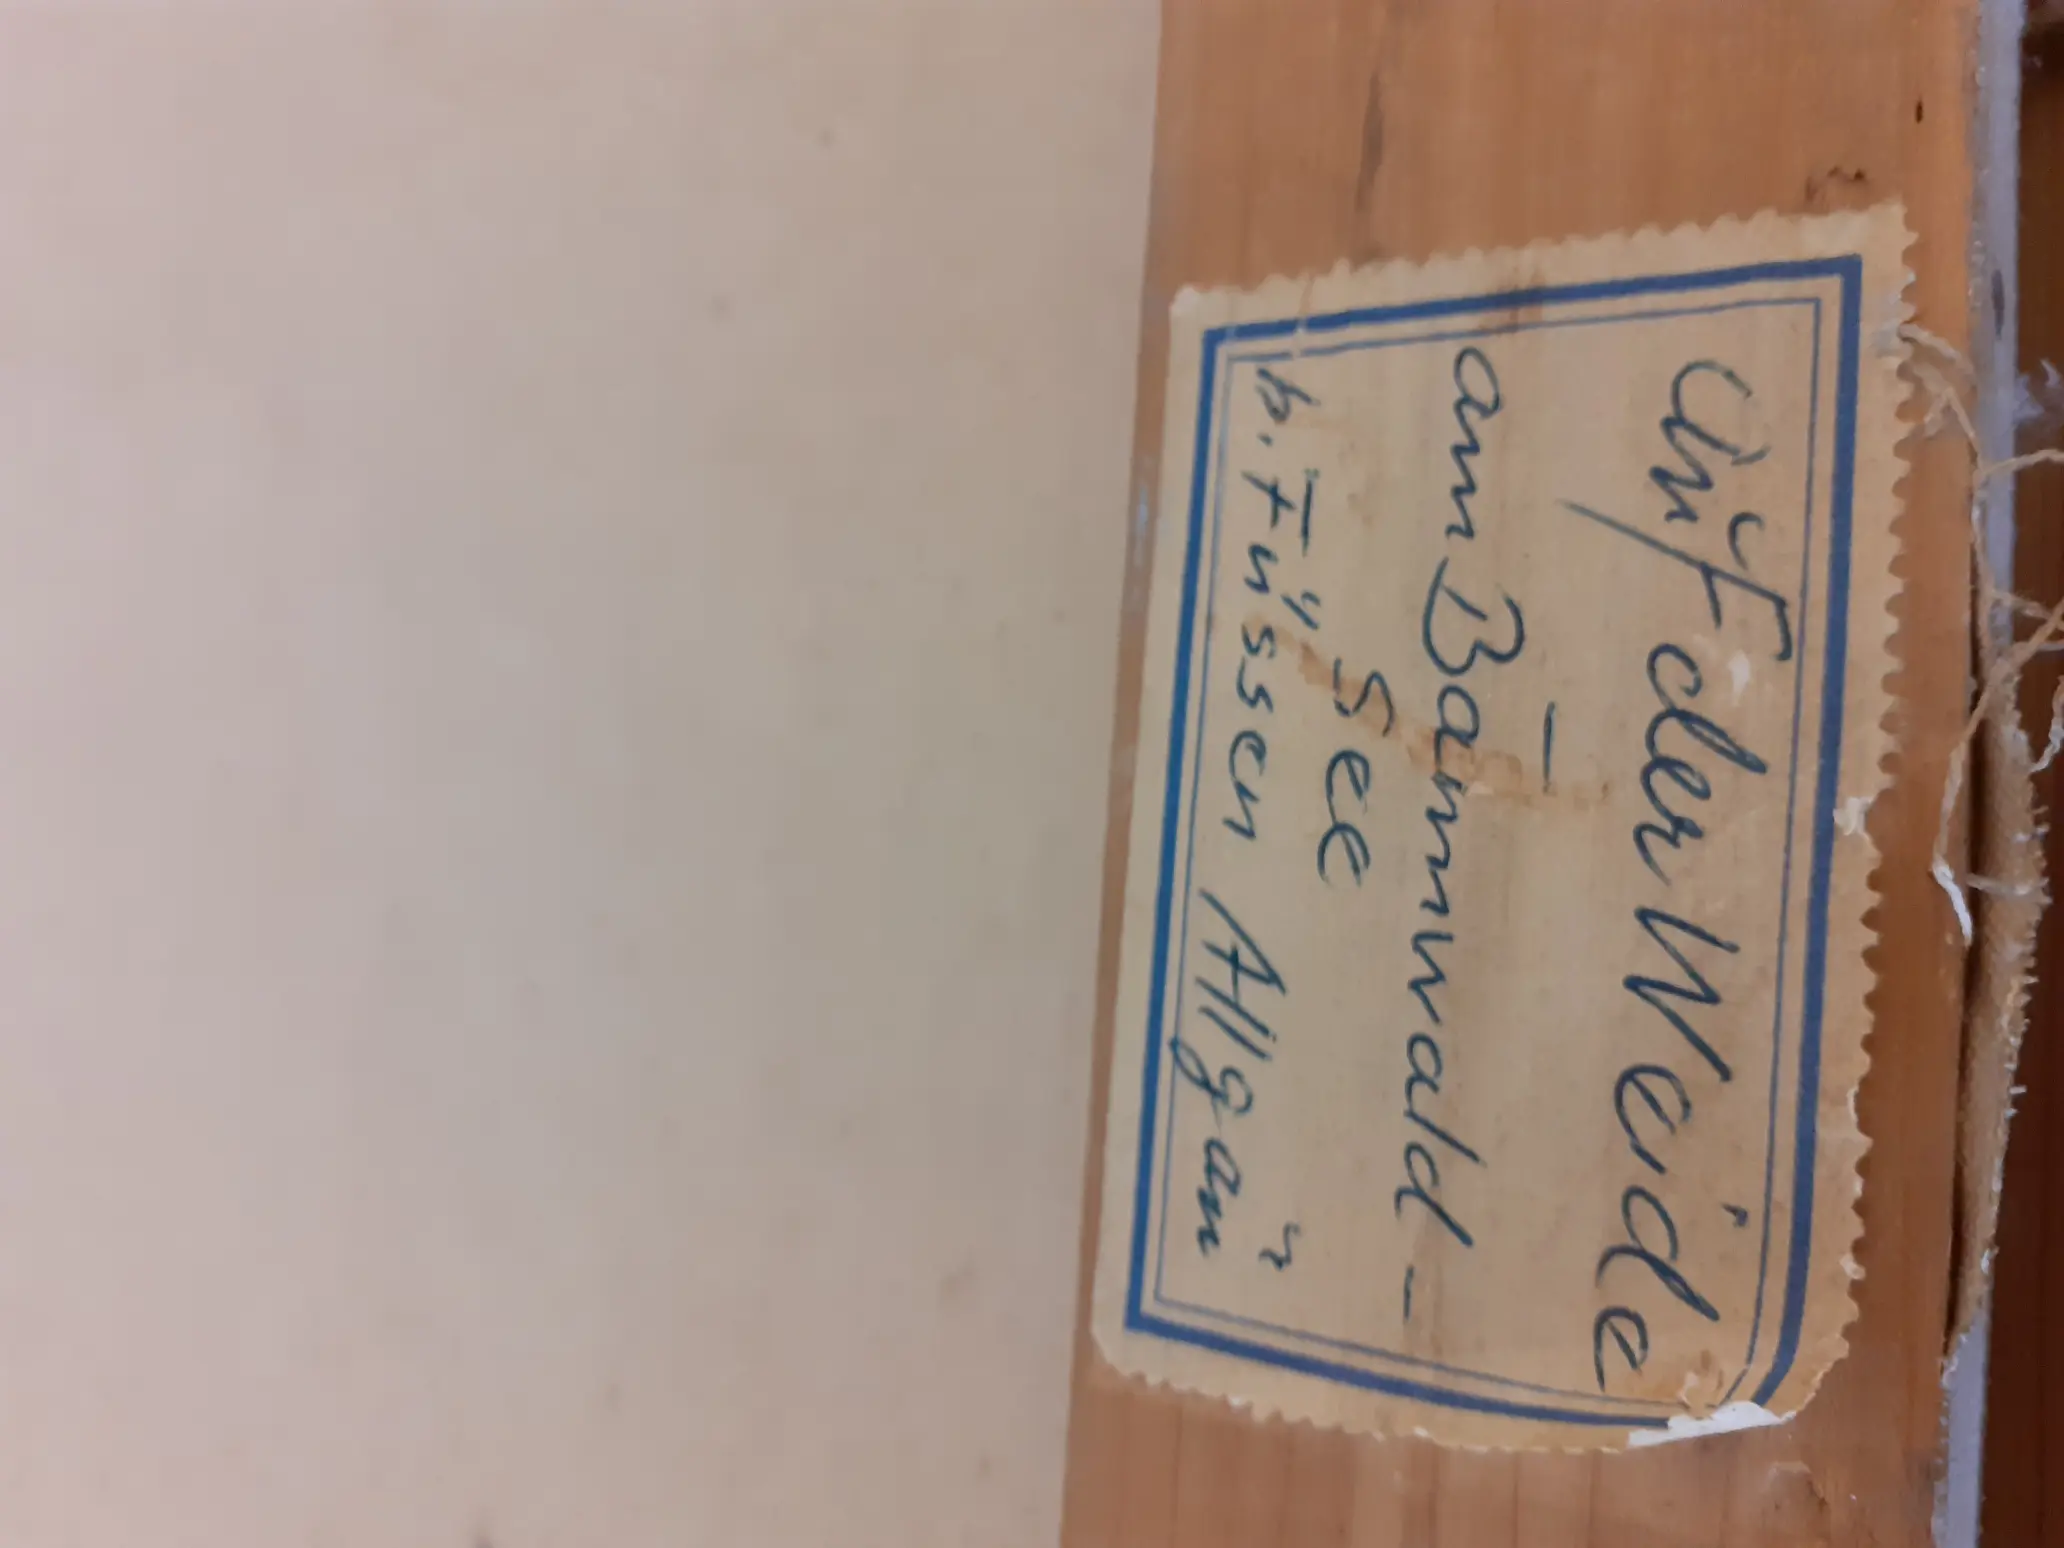 Auf der Weide
am Bannwald-
See
b. Füssen Allgäu